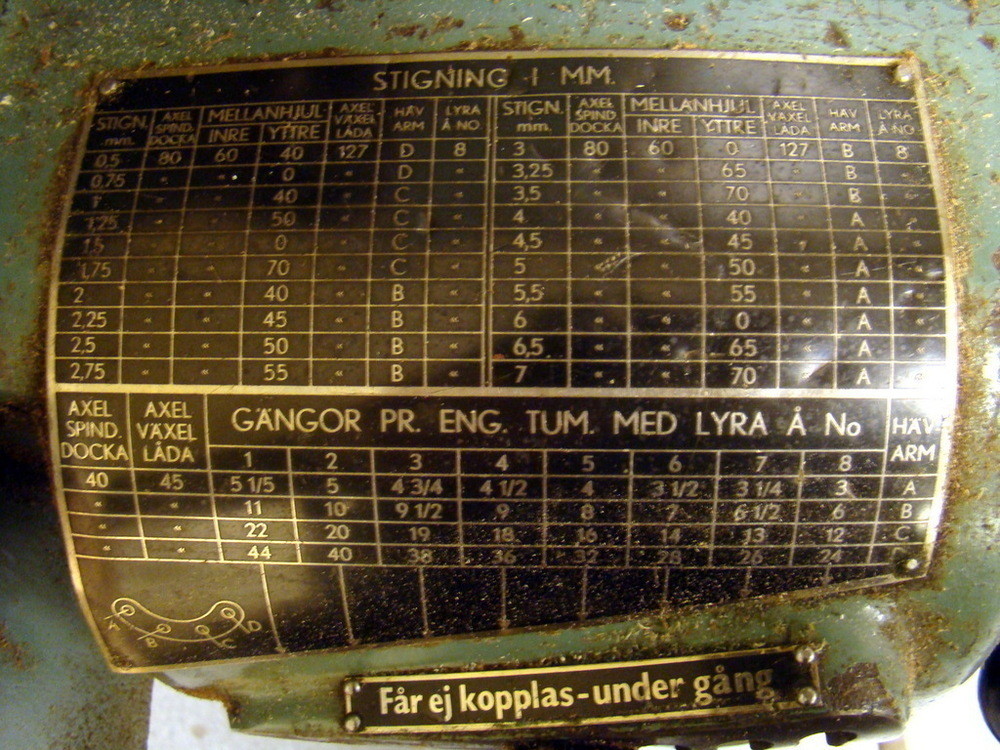 STIGNING I MM.
STIGN. mm. AXEL SPIND. DOCKA MELLANHJUL INRE YTTRE AXEL VÄXEL LÅDA HÄV ARM LYRA Å NO STIGN. mm. AXEL SPIND DOCKA MELLANHJUL INRE YTTRE AXEL VÄXEL LÅDA HÄV ARM LYRA Å NO
0,5 80 60 40 127 D 8 3 80 60 0 127 B 8
0,75 " " 0 " D " 3,25 " " 65 " B "
1 " " 40 " C " 3,5 " " 70 " B "
1,25 " " 50 " C " 4 " " 40 " A "
1,5 " " 0 " C " 4,5 " " 45 " A "
1,75 " " 70 " C " 5 " " 50 " A "
2 " " 40 " B " 5,5 " " 55 " A "
2,25 " " 45 " B " 6 " " 0 " A "
2,5 " " 50 " B " 6,5 " " 65 " A "
2,75 " " 55 " B " 7 " " 70 " A "
AXEL SPIND. DOCKA AXEL VÄXEL LÅDA GÄNGOR PR. ENG. TUM. MED LYRA Å No HÄV ARM
1 2 3 4 5 6 7 8
40 45 5 1/5 5 4 3/4 4 1/2 4 3 1/2 3 1/4 3 A
" " 11 10 9 1/2 9 8 7 6 1/2 6 B
" " 22 20 19 18 16 14 13 12 C
" " 44 40 38 36 32 28 26 24
A B C D
Får ej kopplas-under gång